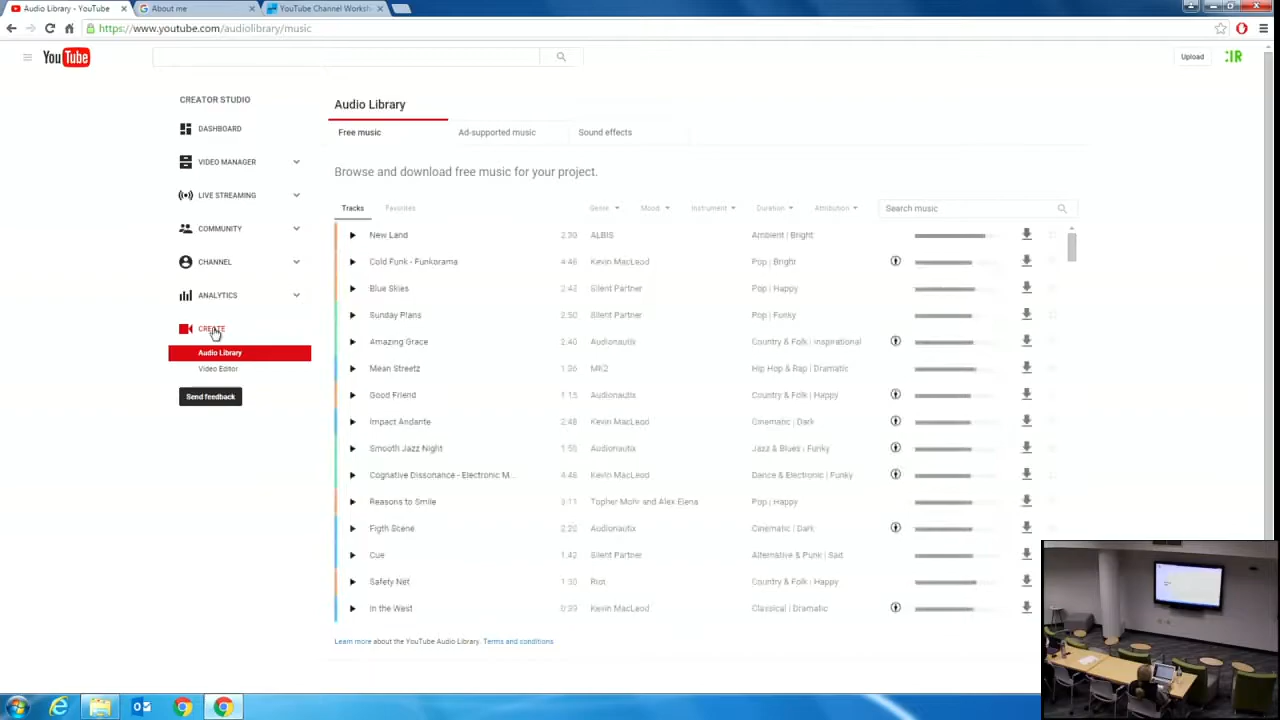 Audio Library - YouTube
About me
YouTube Channel Worksh
https://www.youtube.com/audiolibrary/music
YouTube
Upload
:IR
CREATOR STUDIO
DASHBOARD
VIDEO MANAGER
LIVE STREAMING
COMMUNITY
CHANNEL
ANALYTICS
CREATE
Audio Library
Video Editor
Send feedback
Audio Library
Free music Ad-supported music Sound effects
Browse and download free music for your project.
Tracks Favorites Genre Mood Instrument Duration Attribution Search music
New Land 2:39 ALBIS Ambient | Bright
Cold Funk - Funkorama 4:46 Kevin MacLeod Pop | Bright
Blue Skies 2:43 Silent Partner Pop | Happy
Sunday Plans 2:50 Silent Partner Pop | Funky
Amazing Grace 2:40 Audionautix Country & Folk | Inspirational
Mean Streetz 1:36 MK2 Hip Hop & Rap | Dramatic
Good Friend 1:15 Audionautix Country & Folk | Happy
Impact Andante 2:48 Kevin MacLeod Cinematic | Dark
Smooth Jazz Night Audionautix Jazz & Blues | Funky
Cognative Dissonance - Electronic M... 4:46 Kevin MacLeod Dance & Electronic | Funky
Reasons to Smile 3:11 Topher Mohr and Alex Elena Pop | Happy
Figth Scene Audionautix Cinematic | Dark
Cue 1:42 Silent Partner Alternative & Punk | Sad
Safety Net 1:30 Riot Country & Folk | Happy
In the West 0:39 Kevin MacLeod Classical | Dramatic
Learn more about the YouTube Audio Library. Terms and conditions